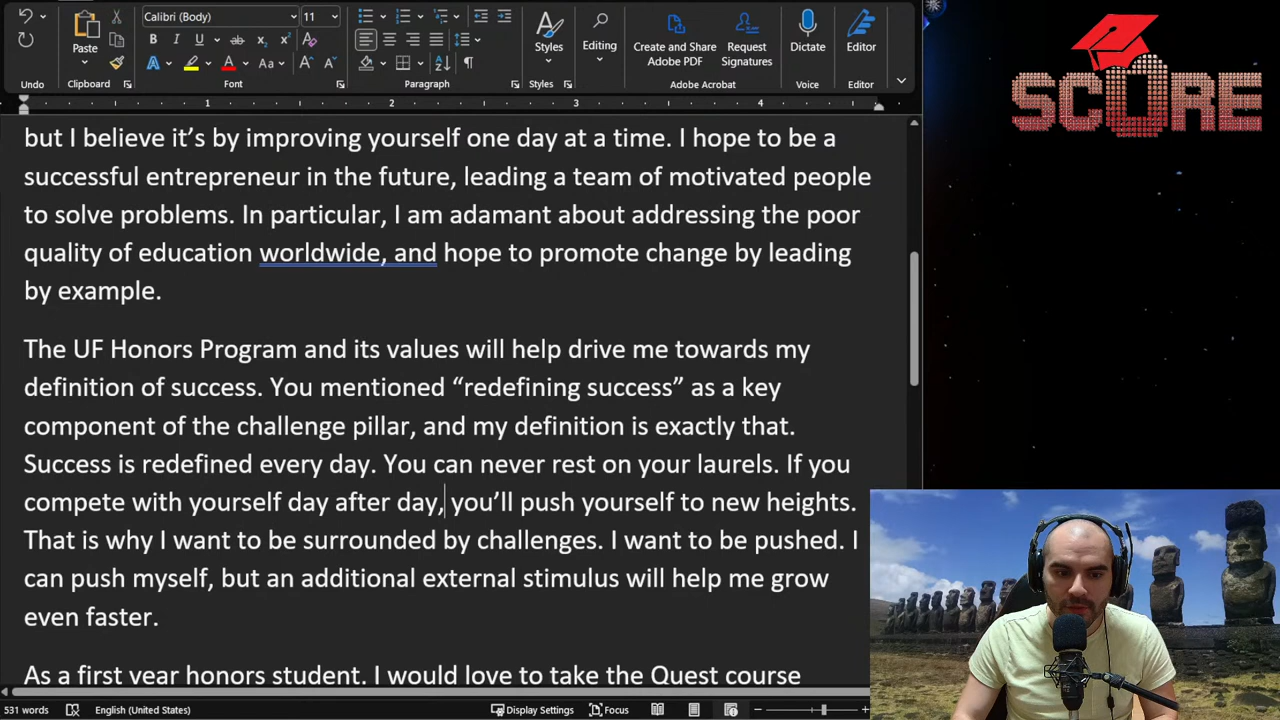 Calibri (Body)
11
Paste
Styles
Editing
Create and Share
Adobe PDF
Request
Signatures
Dictate
Editor
Undo
Clipboard
Font
Paragraph
Styles
Adobe Acrobat
Voice
Editor
1
2
3
4
SCORE
but I believe it’s by improving yourself one day at a time. I hope to be a
successful entrepreneur in the future, leading a team of motivated people
to solve problems. In particular, I am adamant about addressing the poor
quality of education worldwide, and hope to promote change by leading
by example.
The UF Honors Program and its values will help drive me towards my
definition of success. You mentioned “redefining success” as a key
component of the challenge pillar, and my definition is exactly that.
Success is redefined every day. You can never rest on your laurels. If you
compete with yourself day after day, you’ll push yourself to new heights.
That is why I want to be surrounded by challenges. I want to be pushed. I
can push myself, but an additional external stimulus will help me grow
even faster.
As a first year honors student. I would love to take the Quest course
531 words
English (United States)
Display Settings
Focus